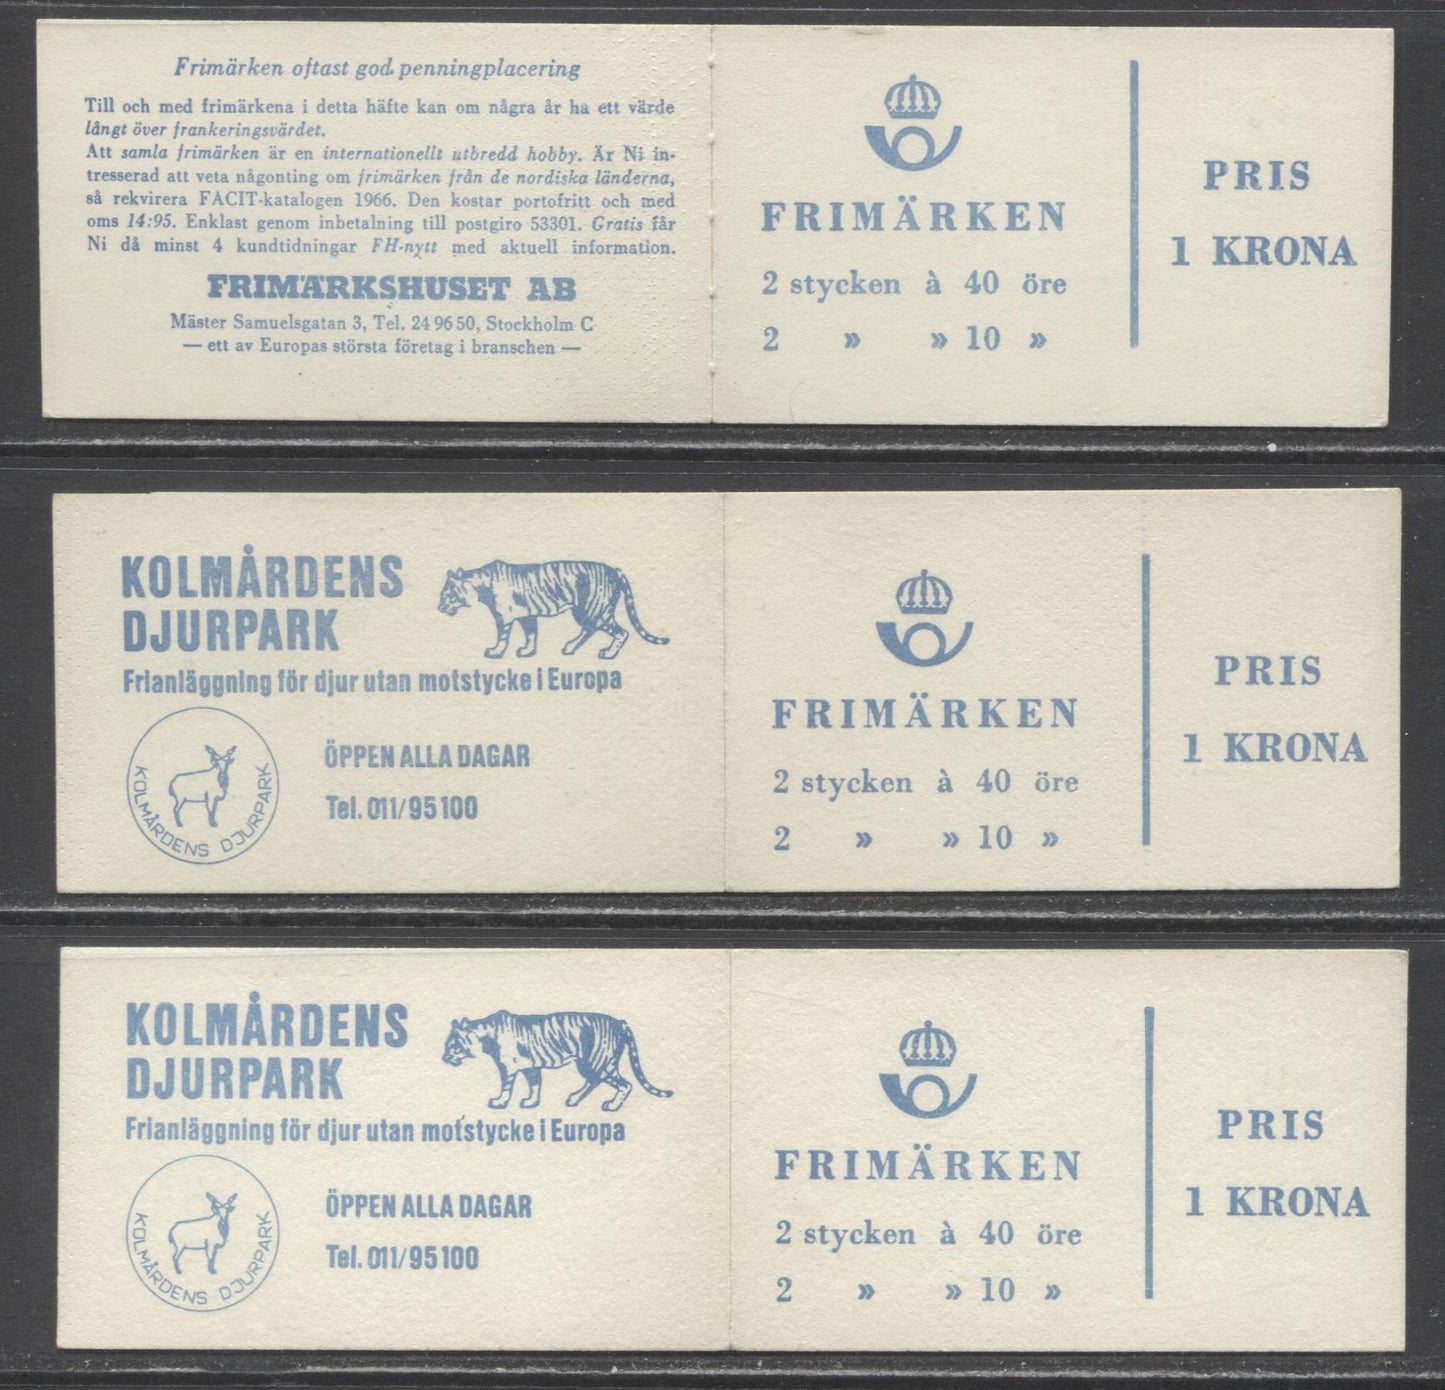 Frimärken oftast god penningplacering
Till och med frimärkena i detta häfte kan om några år ha ett värde
långt över frankeringsvärdet.
Att samla frimärken är en internationellt utbredd hobby. Är Ni in-
tresserad att veta någonting om frimärken från de nordiska länderna,
så rekvirera FACIT-katalogen 1966. Den kostar portofritt och med
oms 14:95. Enklast genom inbetalning till postgiro 53301. Gratis får
Ni då minst 4 kundtidningar FH-nytt med aktuell information.
FRIMÄRKSHUSET AB
Mäster Samuelsgatan 3, Tel. 24 96 50, Stockholm C
— ett av Europas största företag i branschen —
FRIMÄRKEN
2 stycken à 40 öre
2 » » 10 »
PRIS
1 KRONA
KOLMÅRDENS
DJURPARK
Frianläggning för djur utan motstycke i Europa
KOLMÅRDENS DJURPARK
ÖPPEN ALLA DAGAR
Tel. 011/95100
FRIMÄRKEN
2 stycken à 40 öre
2 » » 10 »
PRIS
1 KRONA
KOLMÅRDENS
DJURPARK
Frianläggning för djur utan motstycke i Europa
KOLMÅRDENS DJURPARK
ÖPPEN ALLA DAGAR
Tel. 011/95100
FRIMÄRKEN
2 stycken à 40 öre
2 » » 10 »
PRIS
1 KRONA